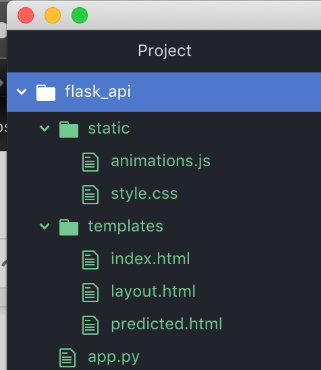 Project
flask_api
static
animations.js
style.css
templates
index.html
layout.html
predicted.html
app.py